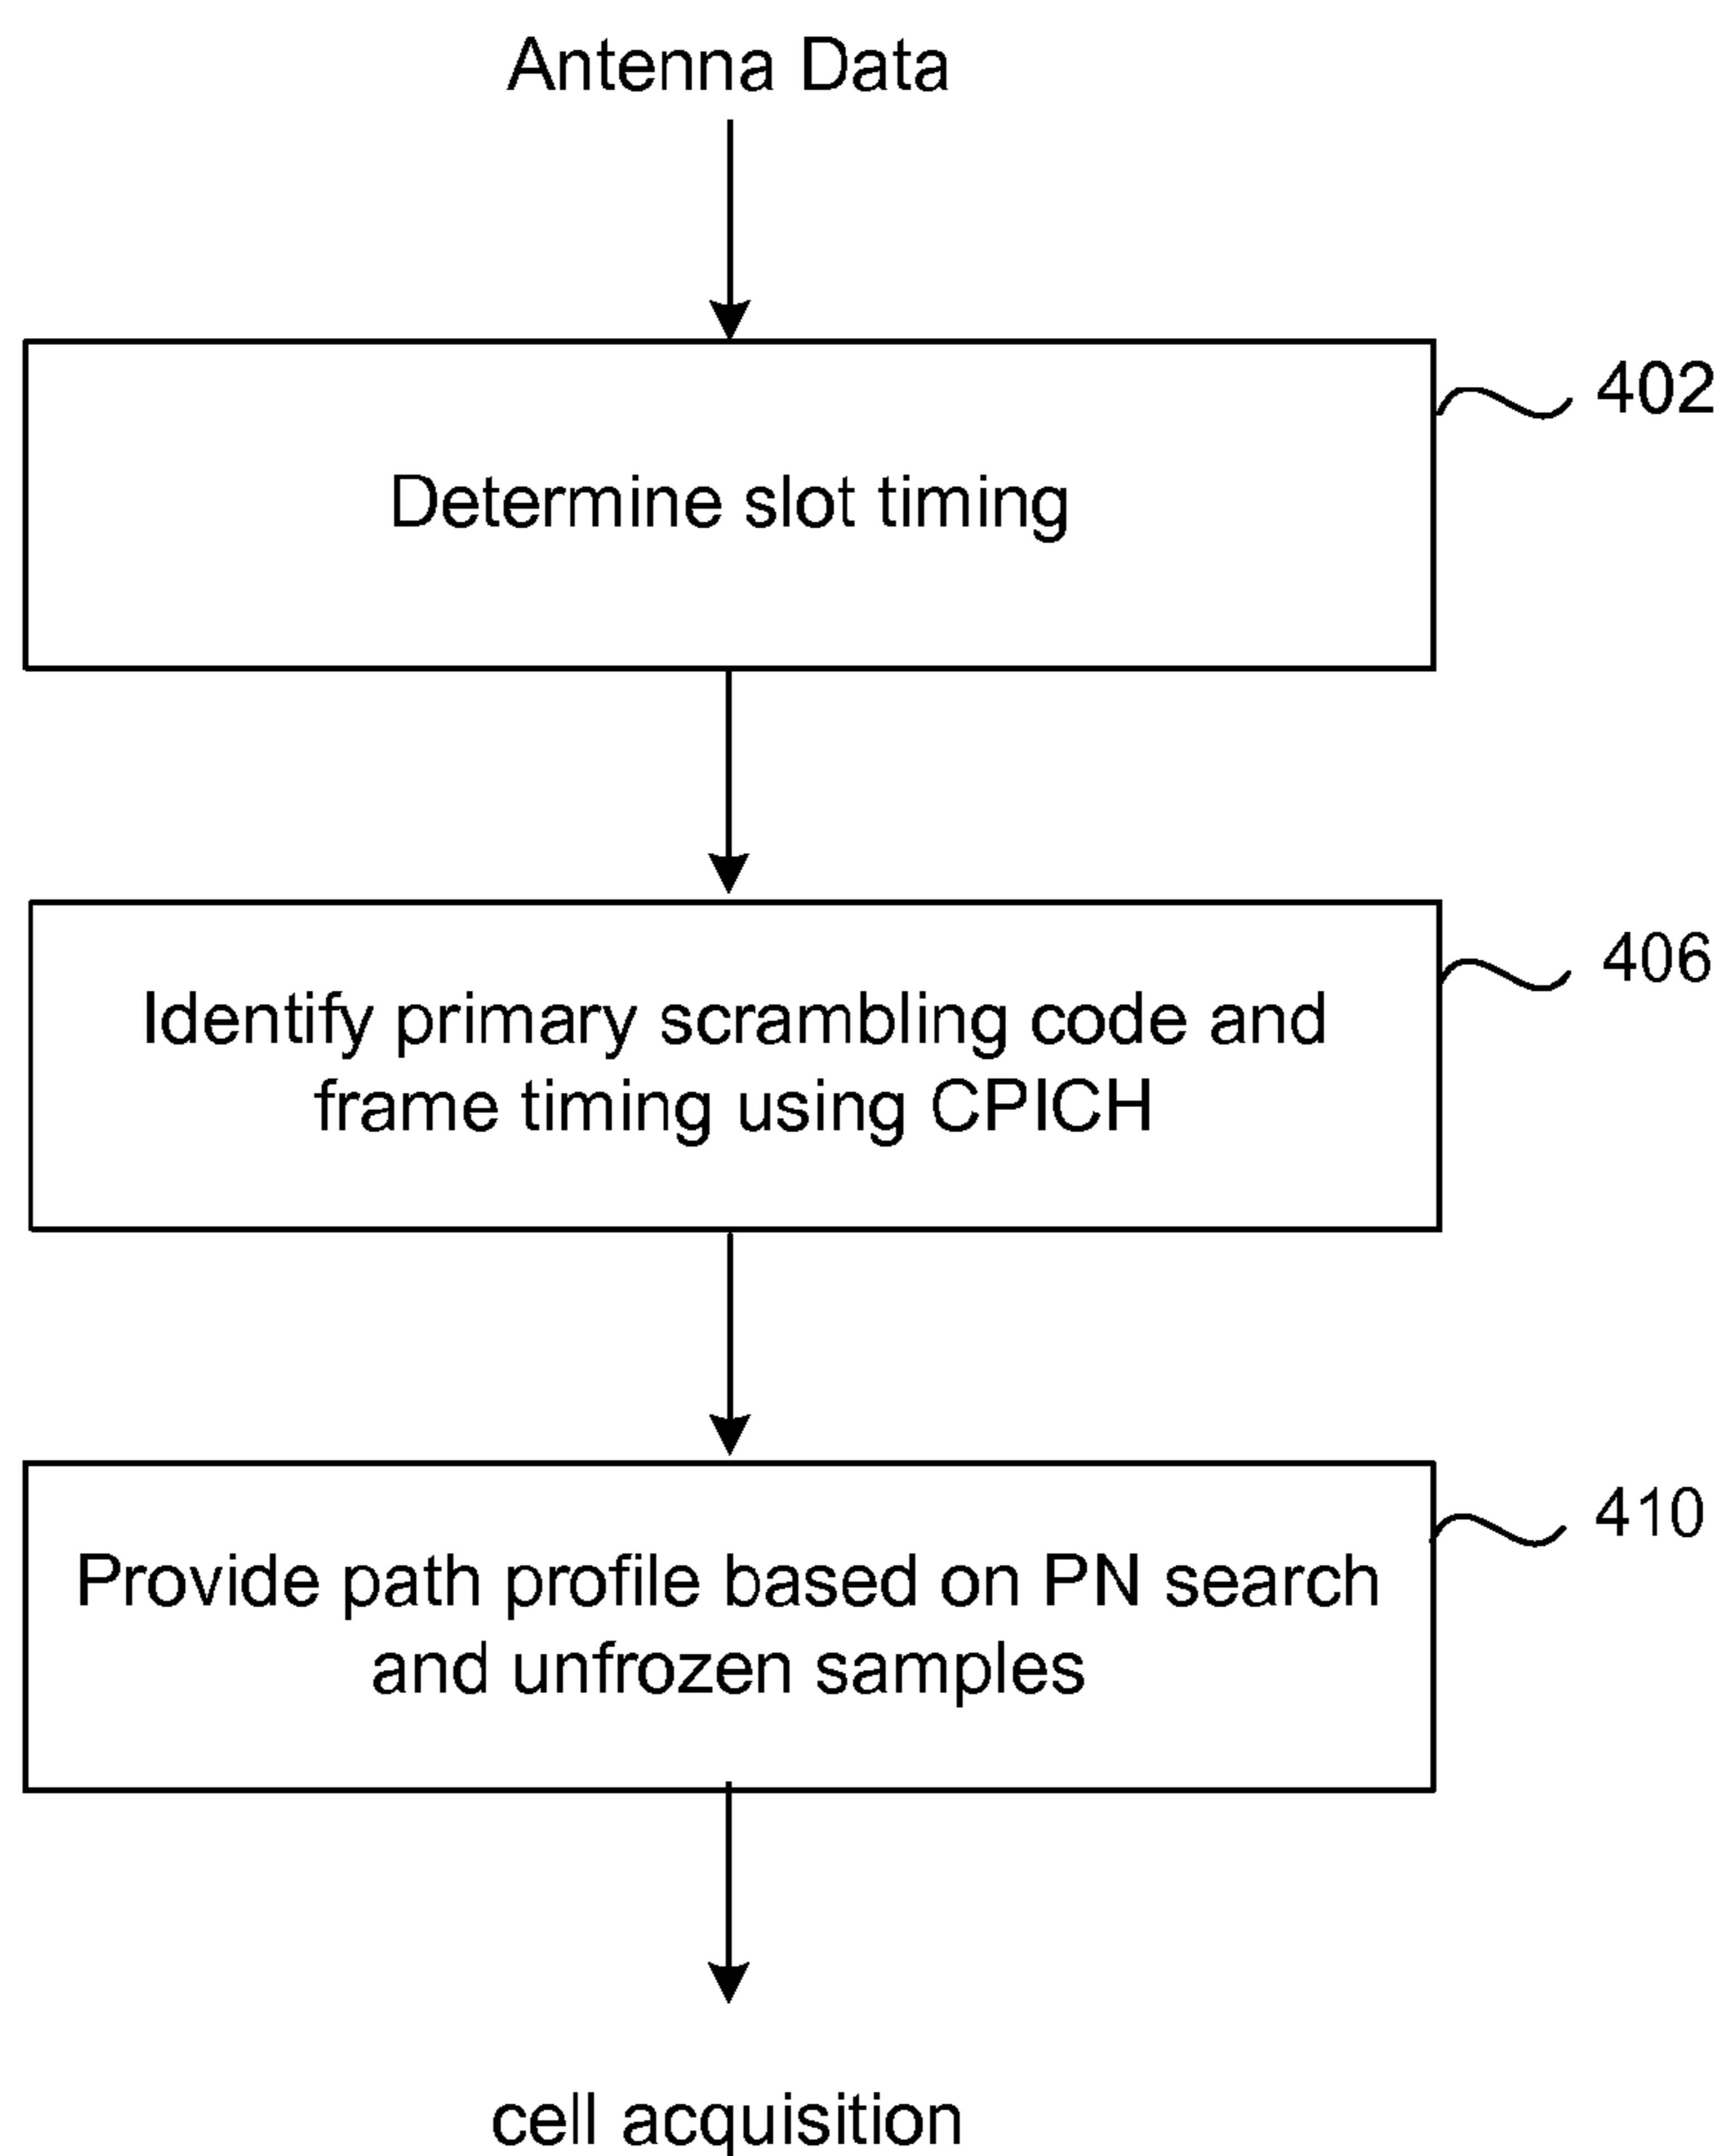 Antenna Data
402
Determine slot timing
406
Identify primary scrambling code and
frame timing using CPICH
410
Provide path profile based on PN search
and unfrozen samples
cell acquisition